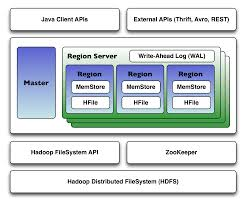 Java Client APIs
External APIs (Thrift, Avro, REST)
Region Server
Write-Ahead Log (WAL)
Master
Region
Region
Region
MemStore
MemStore
MemStore
HFile
HFile
HFile
Hadoop FileSystem API
ZooKeeper
Hadoop Distributed FileSystem (HDFS)